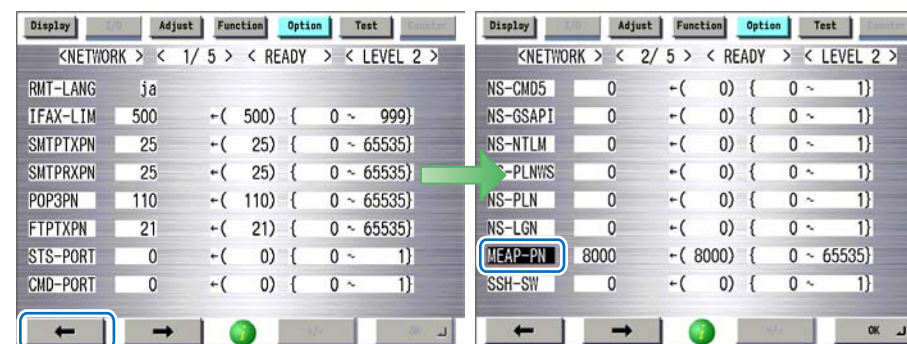 Display I/O Adjust Function Option Test Counter
<NETWORK > < 1/ 5 > < READY > < LEVEL 2 >
RMT-LANG ja
IFAX-LIM 500 ←( 500) { 0 ~ 999}
SMTPTXPN 25 ←( 25) { 0 ~ 65535}
SMTPRXPN 25 ←( 25) { 0 ~ 65535}
POP3PN 110 ←( 110) { 0 ~ 65535}
FTPTXPN 21 ←( 21) { 0 ~ 65535}
STS-PORT 0 ←( 0) { 0 ~ 1}
CMD-PORT 0 ←( 0) { 0 ~ 1}
← → i +/- OK
Display I/O Adjust Function Option Test Counter
<NETWORK > < 2/ 5 > < READY > < LEVEL 2 >
NS-CMD5 0 ←( 0) { 0 ~ 1}
NS-GSAPI 0 ←( 0) { 0 ~ 1}
NS-NTLM 0 ←( 0) { 0 ~ 1}
-PLNWS 0 ←( 0) { 0 ~ 1}
NS-PLN 0 ←( 0) { 0 ~ 1}
NS-LGN 0 ←( 0) { 0 ~ 1}
MEAP-PN 8000 ←( 8000) { 0 ~ 65535}
SSH-SW 0 ←( 0) { 0 ~ 1}
← → i +/- OK